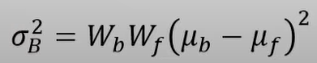 σ_B^2 = W_b W_f (μ_b − μ_f)^2